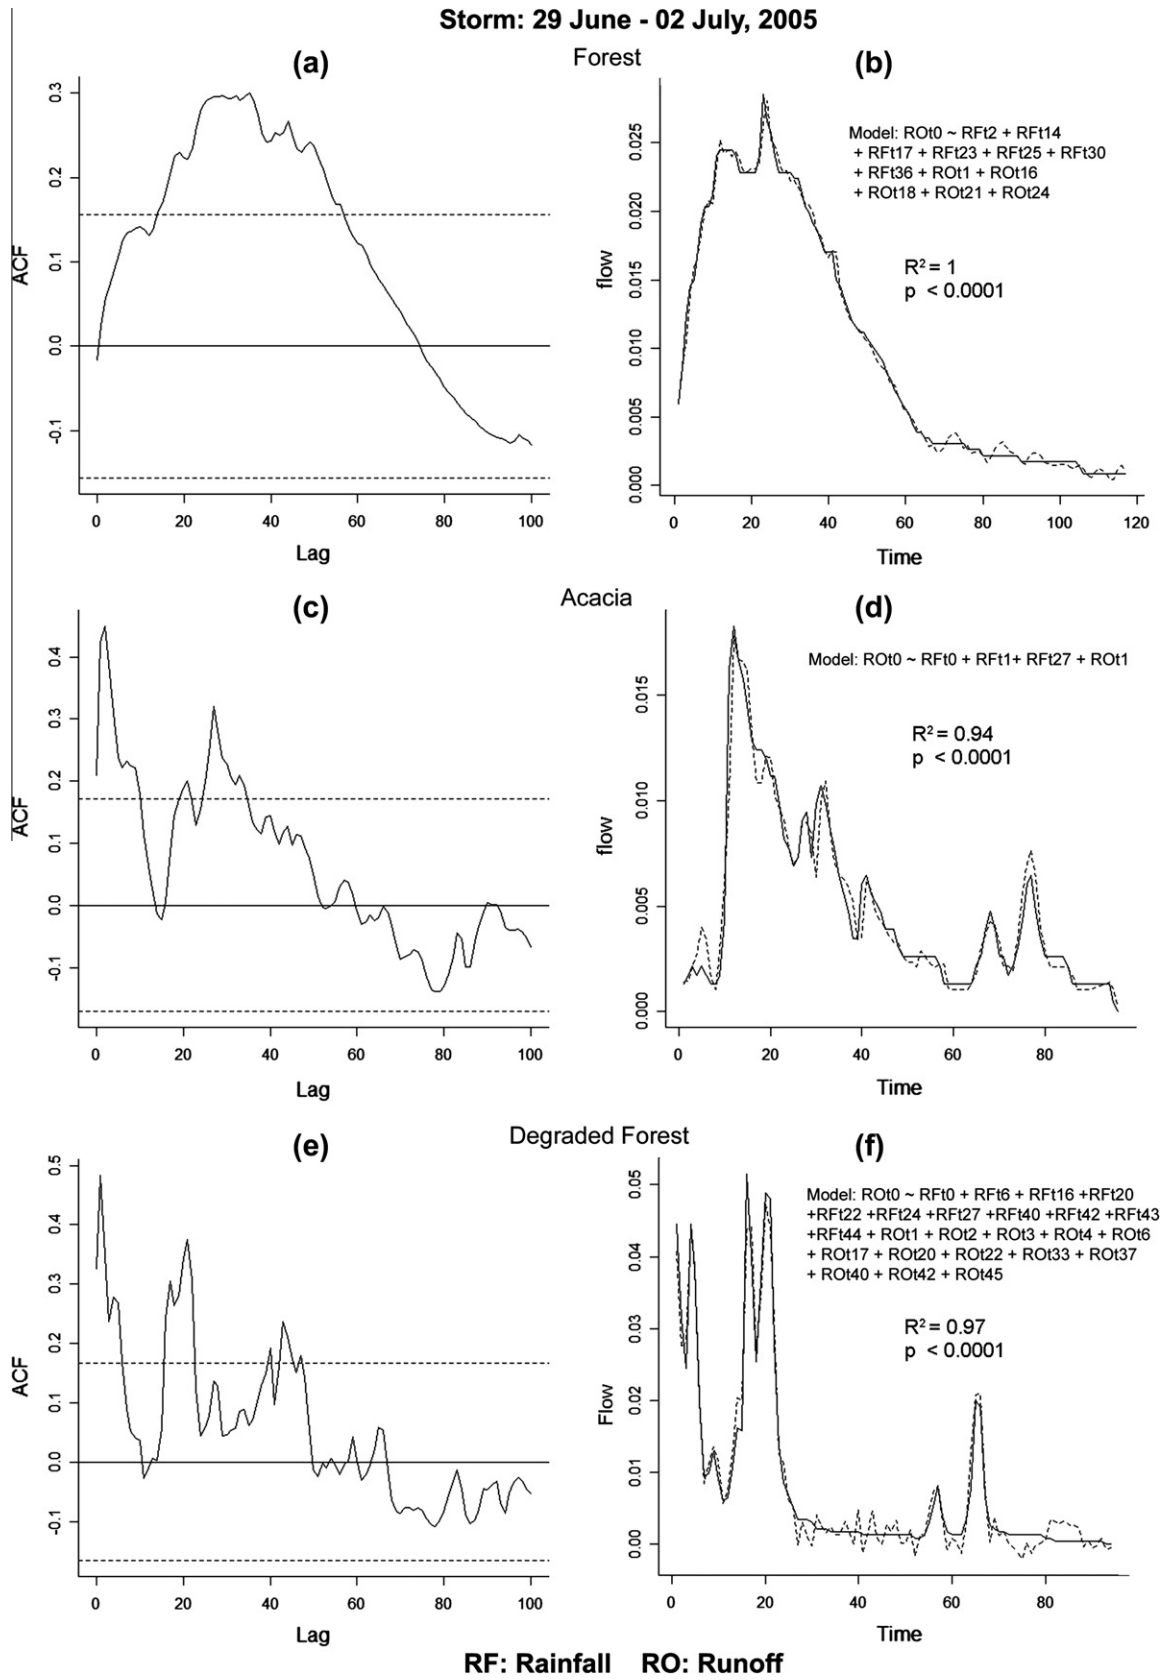 Storm: 29 June - 02 July, 2005
Forest
(a)
0.3
0.2
0.1
0.0
-0.1
ACF
0 20 40 60 80 100
Lag
(b)
0.025
0.020
0.015
0.010
0.005
0.000
flow
Model: ROt0 ~ RFt2 + RFt14
+ RFt17 + RFt23 + RFt25 + RFt30
+ RFt36 + ROt1 + ROt16
+ ROt18 + ROt21 + ROt24
R² = 1
p < 0.0001
0 20 40 60 80 100 120
Time
Acacia
(c)
0.4
0.3
0.2
0.1
0.0
-0.1
ACF
0 20 40 60 80 100
Lag
(d)
0.015
0.010
0.005
0.000
flow
Model: ROt0 ~ RFt0 + RFt1+ RFt27 + ROt1
R² = 0.94
p < 0.0001
0 20 40 60 80
Time
Degraded Forest
(e)
0.5
0.4
0.3
0.2
0.1
0.0
-0.1
ACF
0 20 40 60 80 100
Lag
(f)
0.05
0.04
0.03
0.02
0.01
0.00
Flow
Model: ROt0 ~ RFt0 + RFt6 + RFt16 +RFt20
+RFt22 +RFt24 +RFt27 +RFt40 +RFt42 +RFt43
+RFt44 + ROt1 + ROt2 + ROt3 + ROt4 + ROt6
+ ROt17 + ROt20 + ROt22 + ROt33 + ROt37
+ ROt40 + ROt42 + ROt45
R² = 0.97
p < 0.0001
0 20 40 60 80
Time
RF: Rainfall RO: Runoff